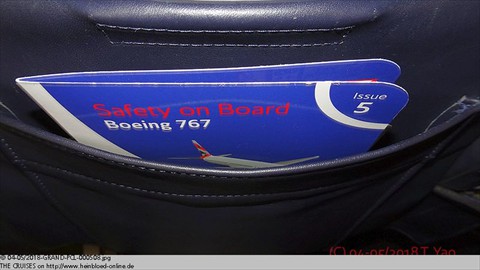 Safety on Board
Boeing 767
Issue
5
(C) 04-05/2018 T. Yao
© 04-05/2018-GRAND-PCL-000508.jpg
THE CRUISES on http://www.heinbloed-online.de